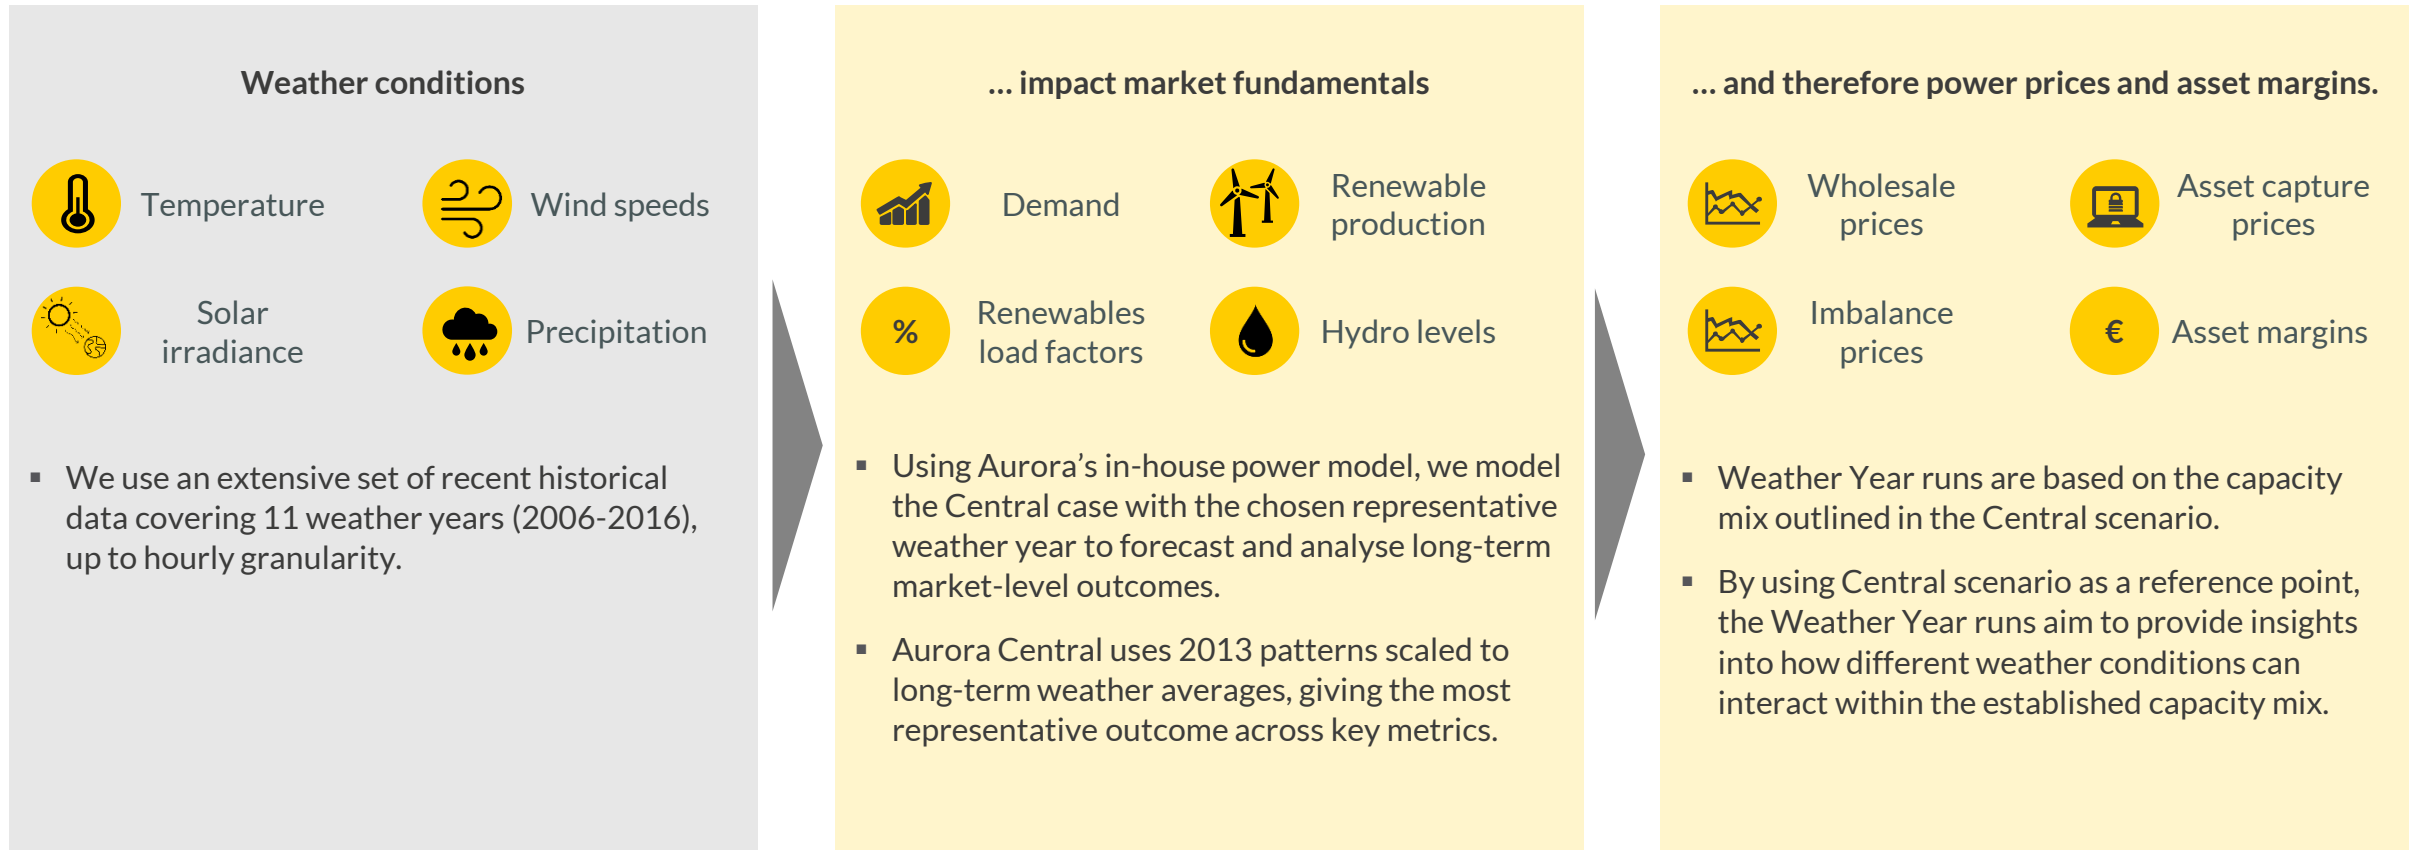 Weather conditions
Temperature
Wind speeds
Solar
irradiance
Precipitation
▪ We use an extensive set of recent historical
data covering 11 weather years (2006-2016),
up to hourly granularity.
... impact market fundamentals
Demand
Renewable
production
%
Renewables
load factors
Hydro levels
▪ Using Aurora’s in-house power model, we model
the Central case with the chosen representative
weather year to forecast and analyse long-term
market-level outcomes.
▪ Aurora Central uses 2013 patterns scaled to
long-term weather averages, giving the most
representative outcome across key metrics.
... and therefore power prices and asset margins.
Wholesale
prices
Asset capture
prices
Imbalance
prices
€
Asset margins
▪ Weather Year runs are based on the capacity
mix outlined in the Central scenario.
▪ By using Central scenario as a reference point,
the Weather Year runs aim to provide insights
into how different weather conditions can
interact within the established capacity mix.